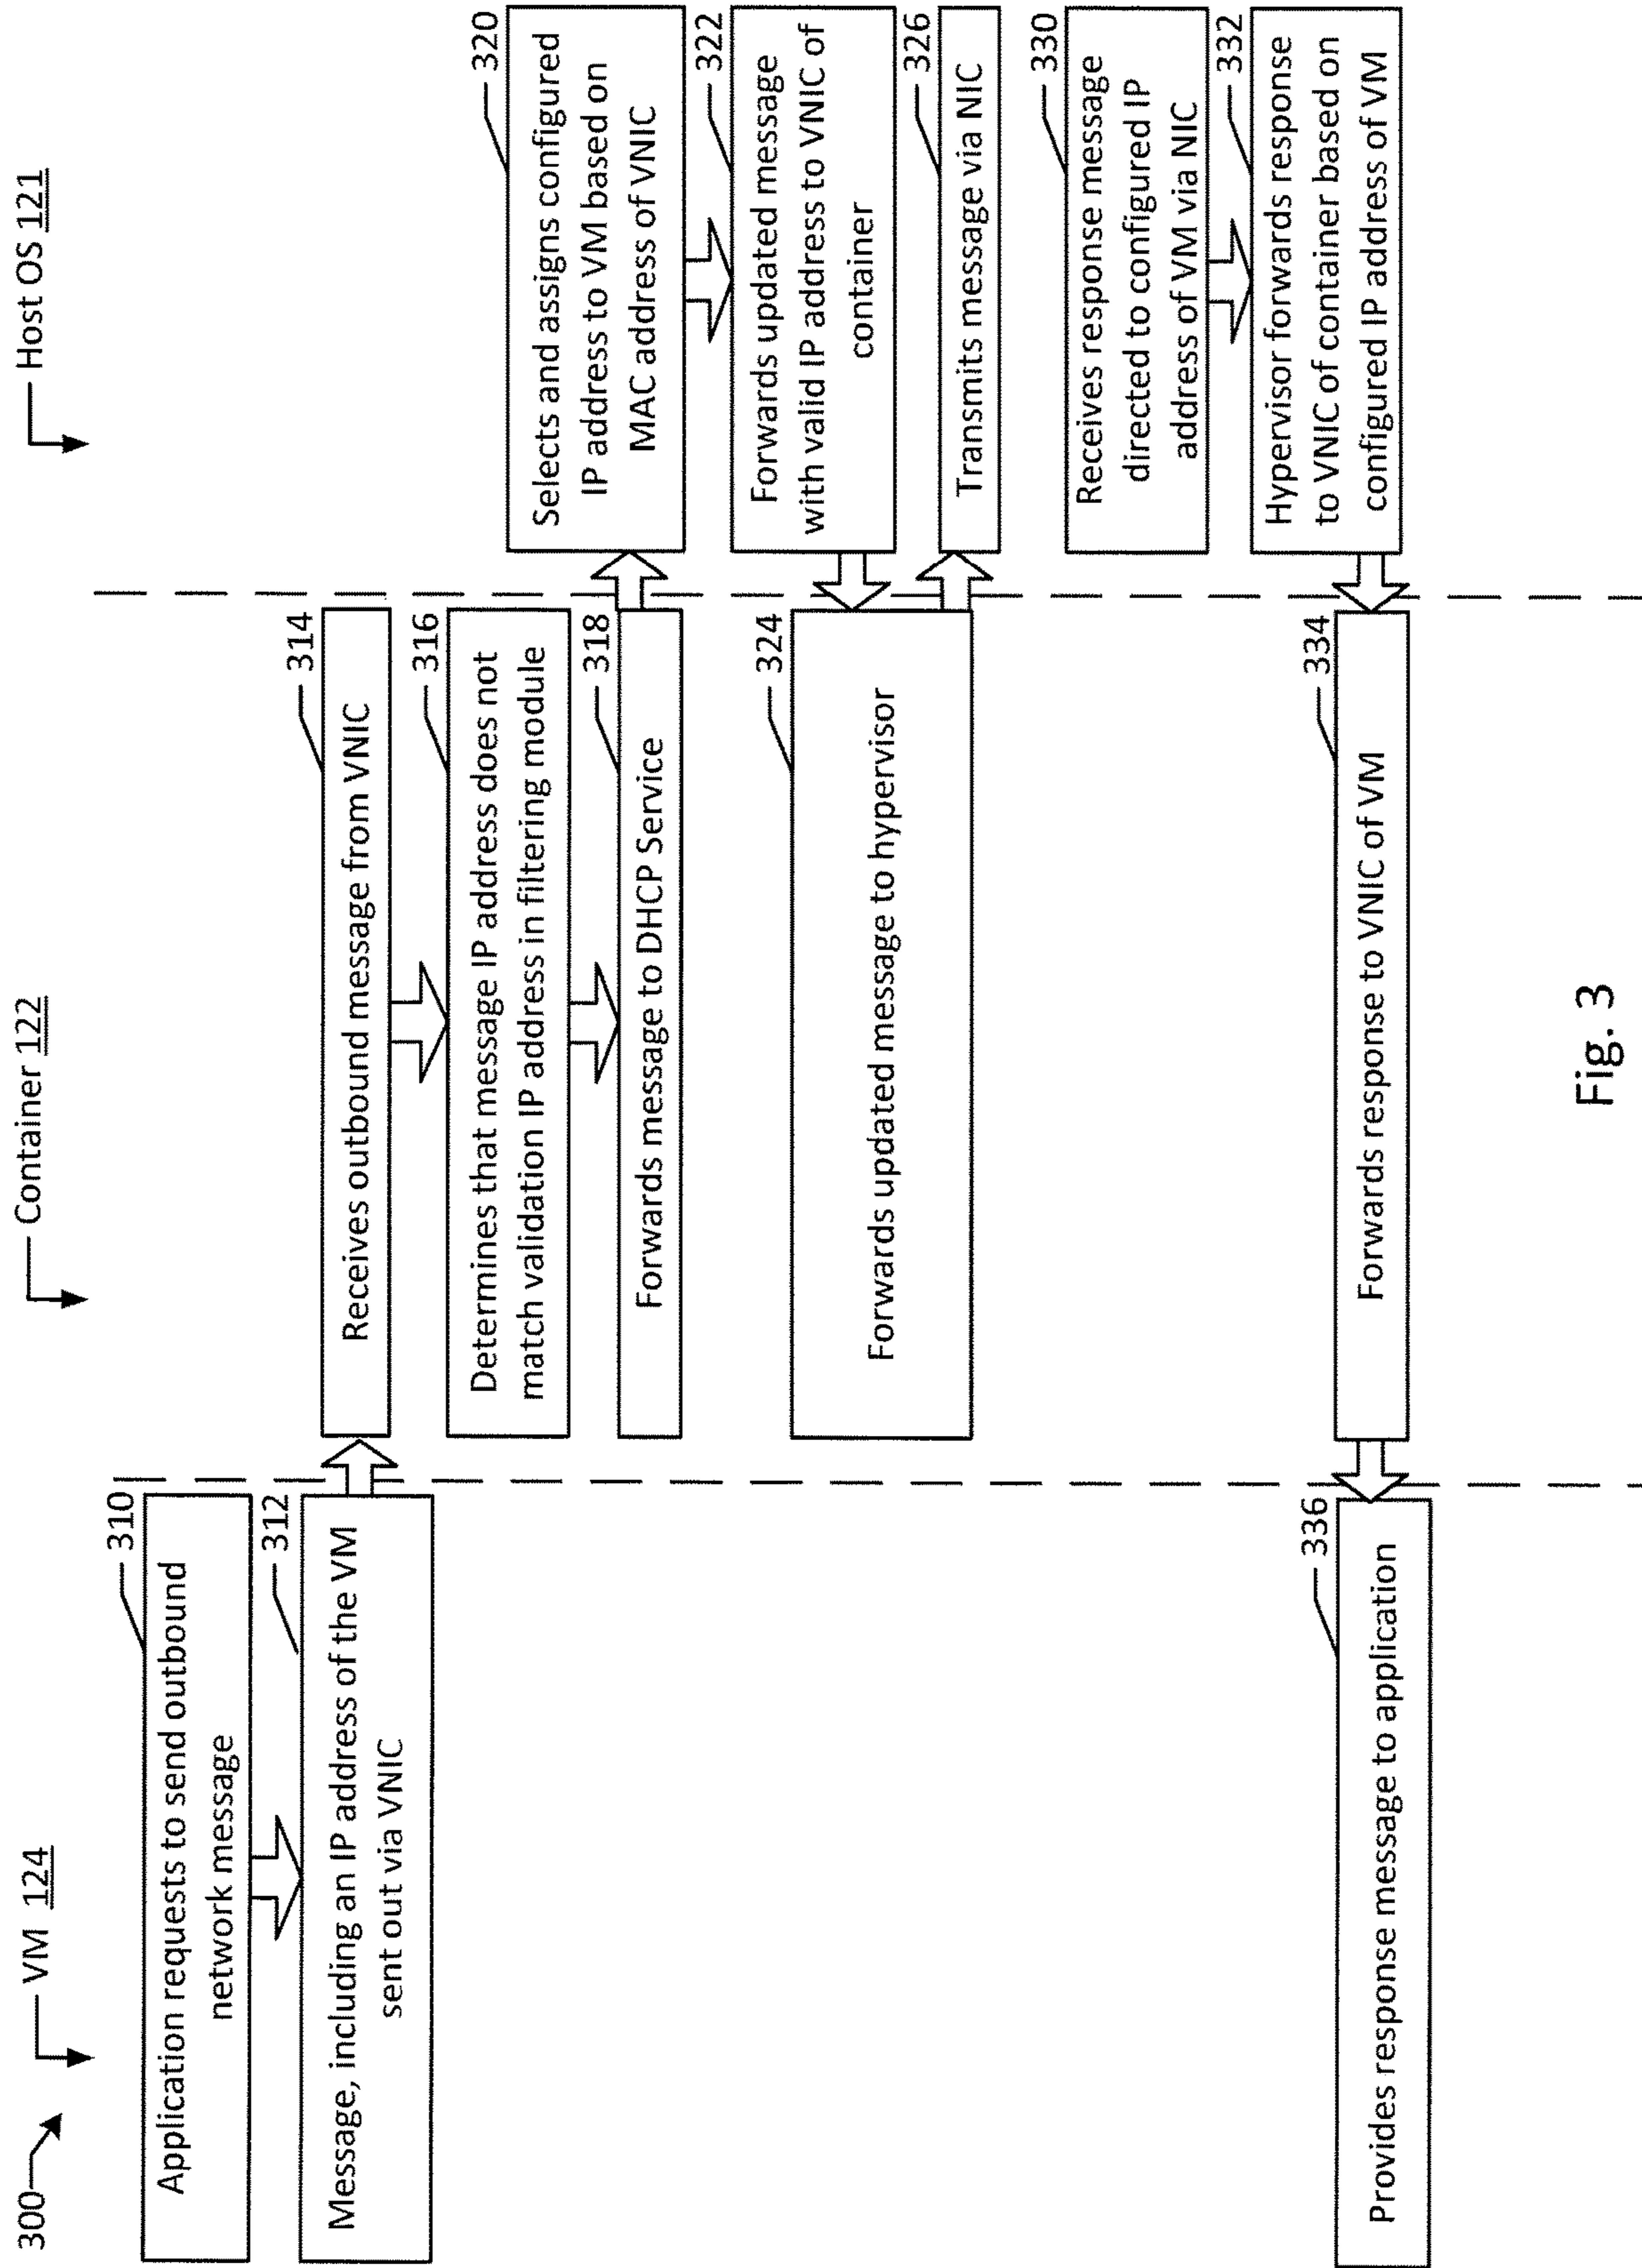 300
VM 124
Container 122
Host OS 121
310
Application requests to send outbound
network message
312
Message, including an IP address of the VM
sent out via VNIC
314
Receives outbound message from VNIC
316
Determines that message IP address does not
match validation IP address in filtering module
318
Forwards message to DHCP Service
320
Selects and assigns configured
IP address to VM based on
MAC address of VNIC
322
Forwards updated message
with valid IP address to VNIC of
container
324
Forwards updated message to hypervisor
326
Transmits message via NIC
330
Receives response message
directed to configured IP
address of VM via NIC
332
Hypervisor forwards response
to VNIC of container based on
configured IP address of VM
334
Forwards response to VNIC of VM
336
Provides response message to application
Fig. 3